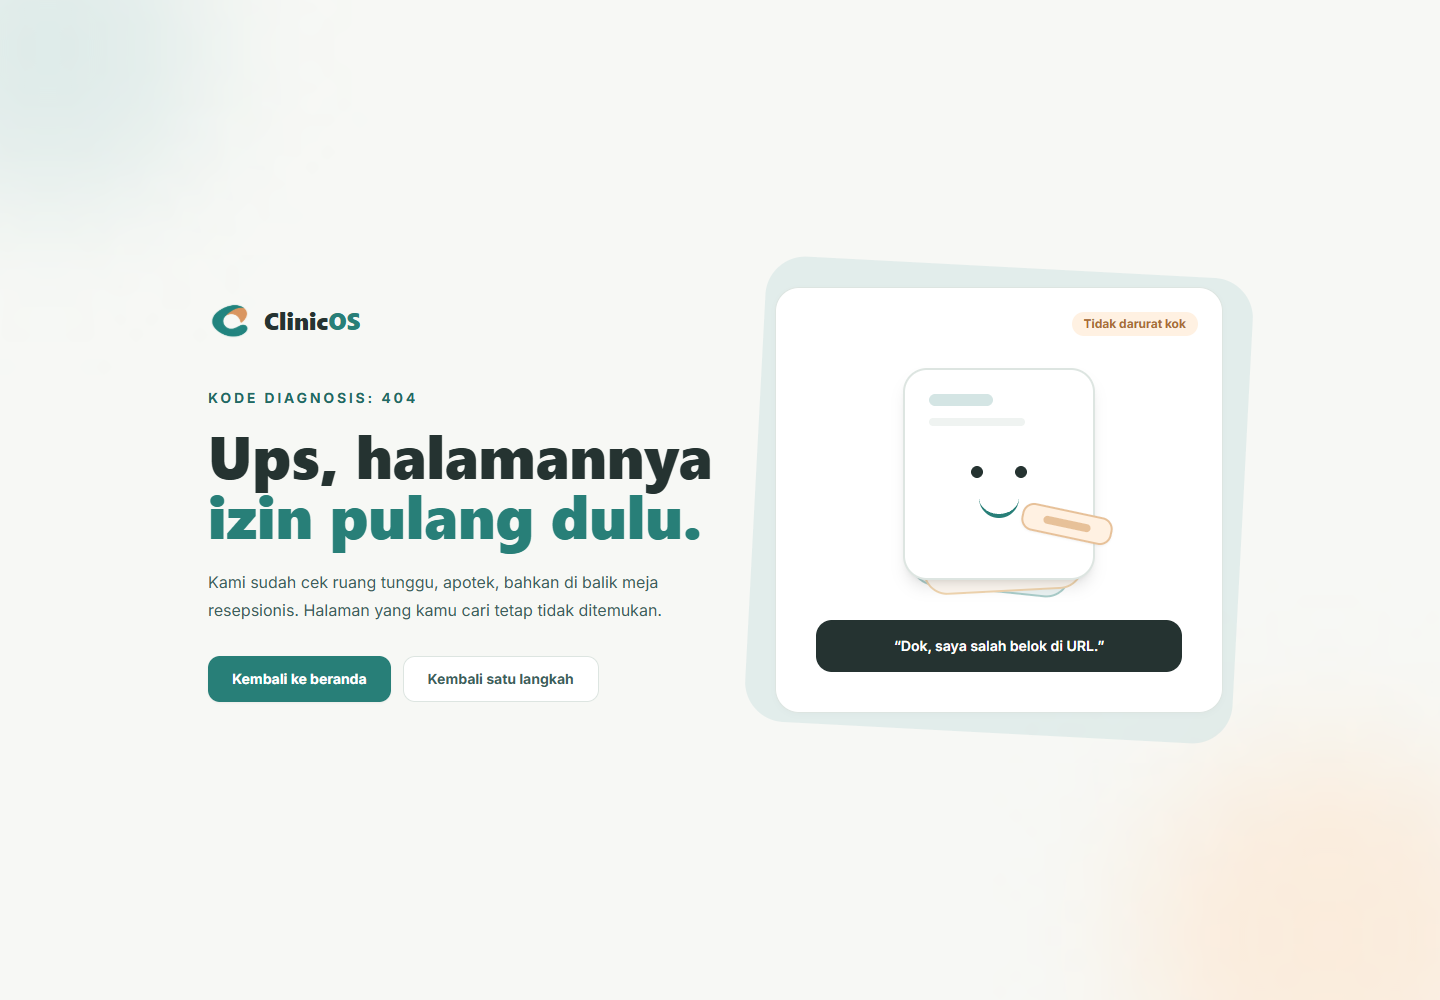 ClinicOS
KODE DIAGNOSIS: 404
Ups, halamannya
izin pulang dulu.
Kami sudah cek ruang tunggu, apotek, bahkan di balik meja
resepsionis. Halaman yang kamu cari tetap tidak ditemukan.
Kembali ke beranda
Kembali satu langkah
Tidak darurat kok
“Dok, saya salah belok di URL.”